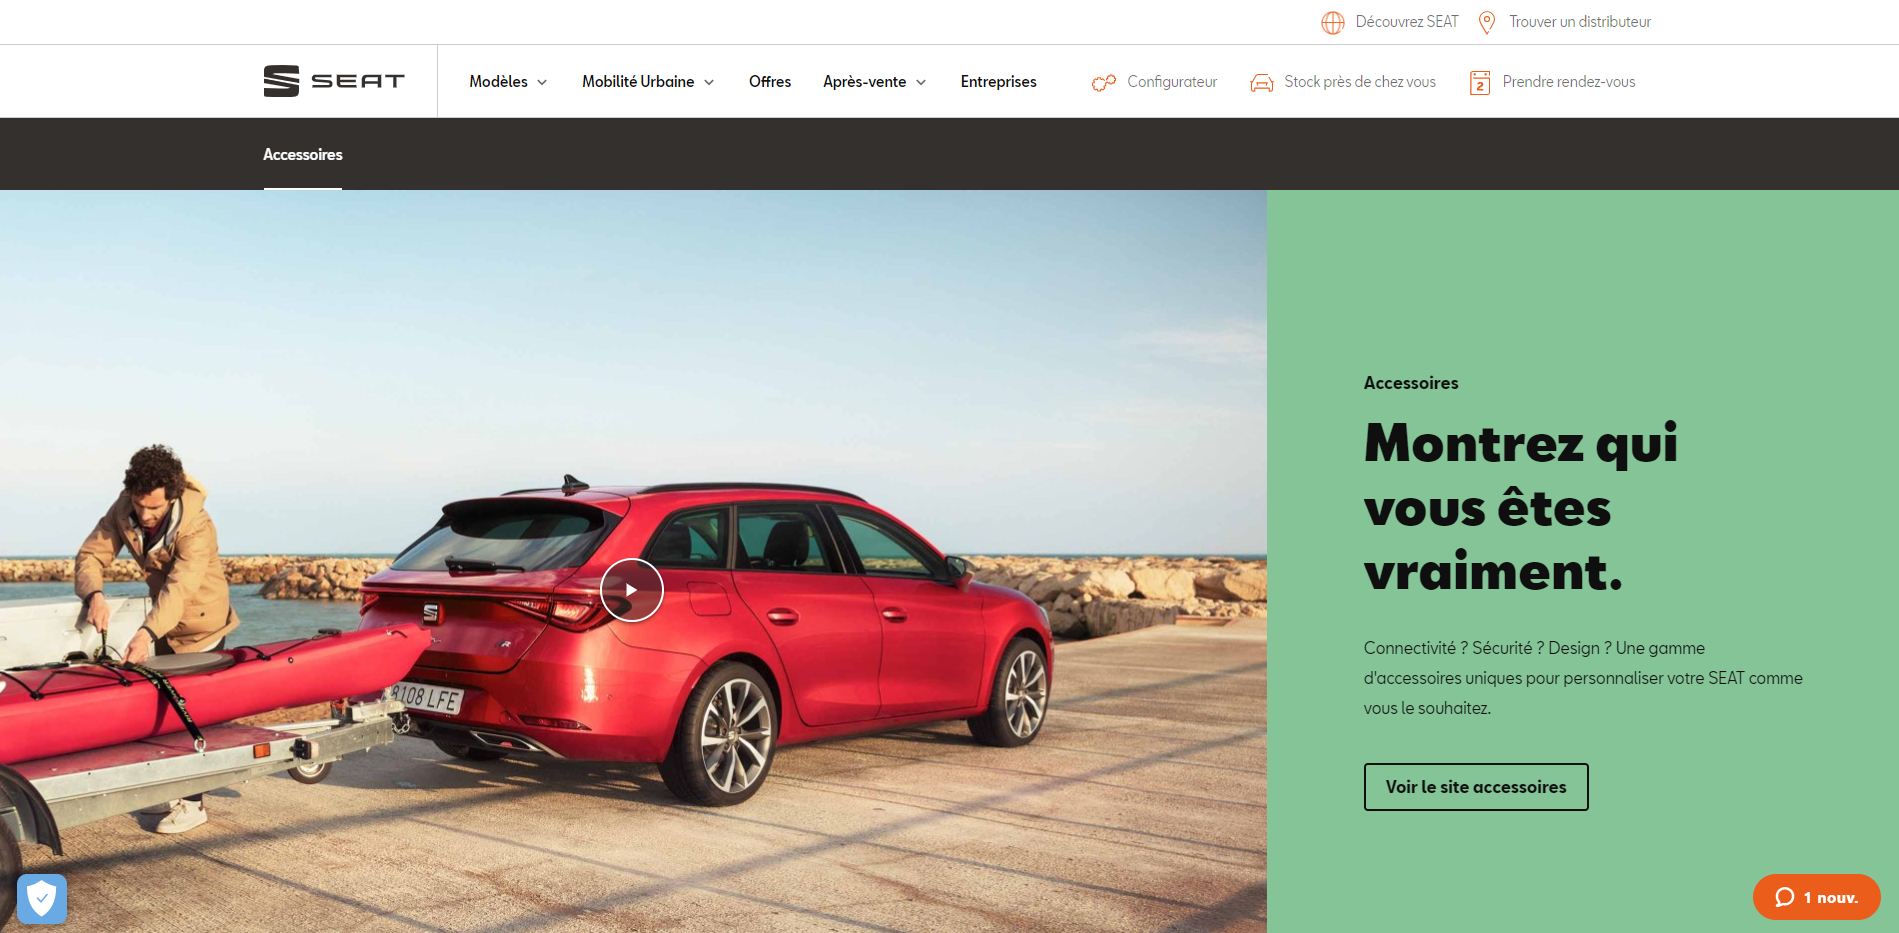 Découvrez SEAT
Trouver un distributeur
SEAT
Modèles
Mobilité Urbaine
Offres
Après-vente
Entreprises
Configurateur
Stock près de chez vous
2
Prendre rendez-vous
Accessoires
8108 LFE
Accessoires
Montrez qui
vous êtes
vraiment.
Connectivité ? Sécurité ? Design ? Une gamme
d'accessoires uniques pour personnaliser votre SEAT comme
vous le souhaitez.
Voir le site accessoires
1 nouv.